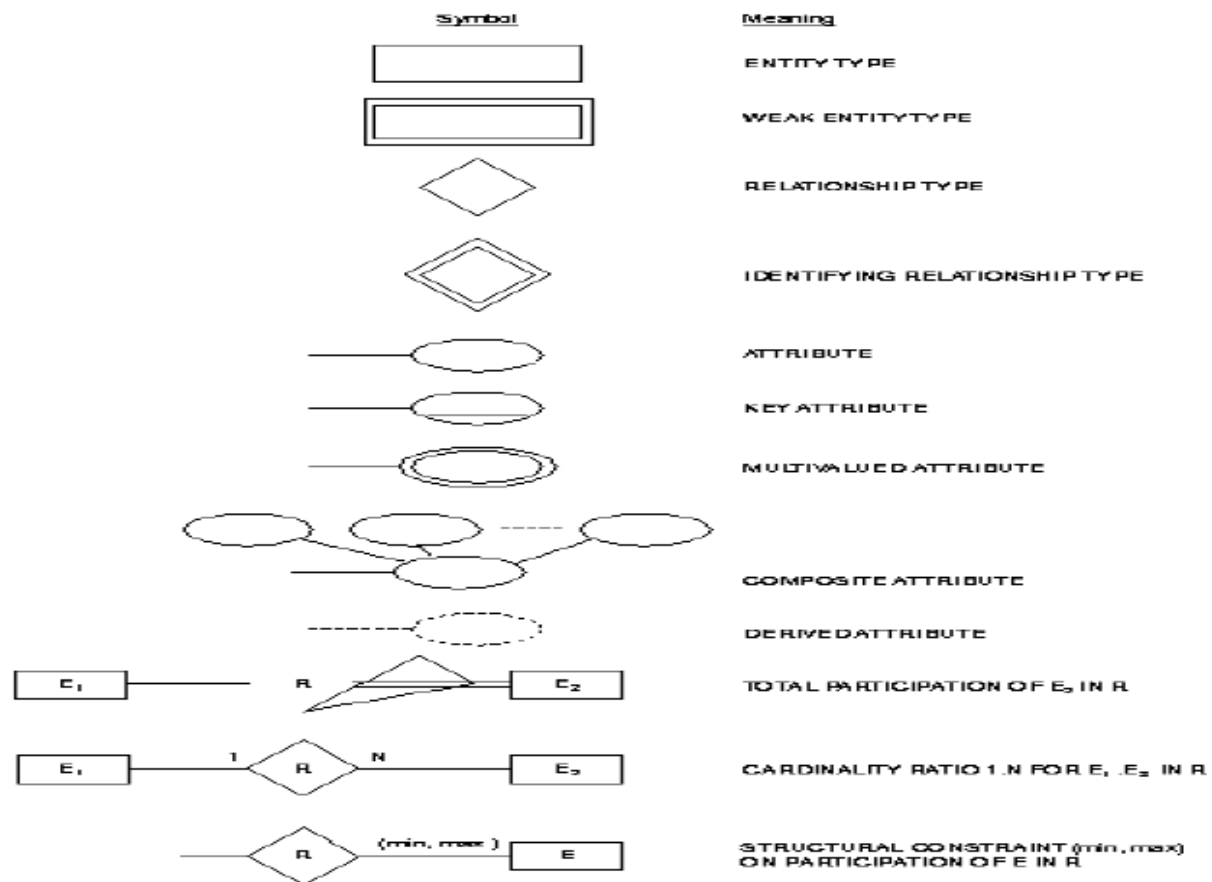 Symbol Meaning
ENTITY TYPE
WEAK ENTITY TYPE
RELATIONSHIP TYPE
IDENTIFYING RELATIONSHIP TYPE
ATTRIBUTE
KEY ATTRIBUTE
MULTIVALUED ATTRIBUTE
COMPOSITE ATTRIBUTE
DERIVED ATTRIBUTE
E₁ R E₂ TOTAL PARTICIPATION OF E₂ IN R
E₁ 1 R N E₂ CARDINALITY RATIO 1:N FOR E₁:E₂ IN R
R (min, max) E STRUCTURAL CONSTRAINT (min, max)
ON PARTICIPATION OF E IN R